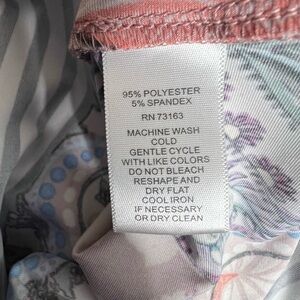 95% POLYESTER
5% SPANDEX
RN 73163
MACHINE WASH
COLD
GENTLE CYCLE
WITH LIKE COLORS
DO NOT BLEACH
RESHAPE AND
DRY FLAT
COOL IRON
IF NECESSARY
OR DRY CLEAN